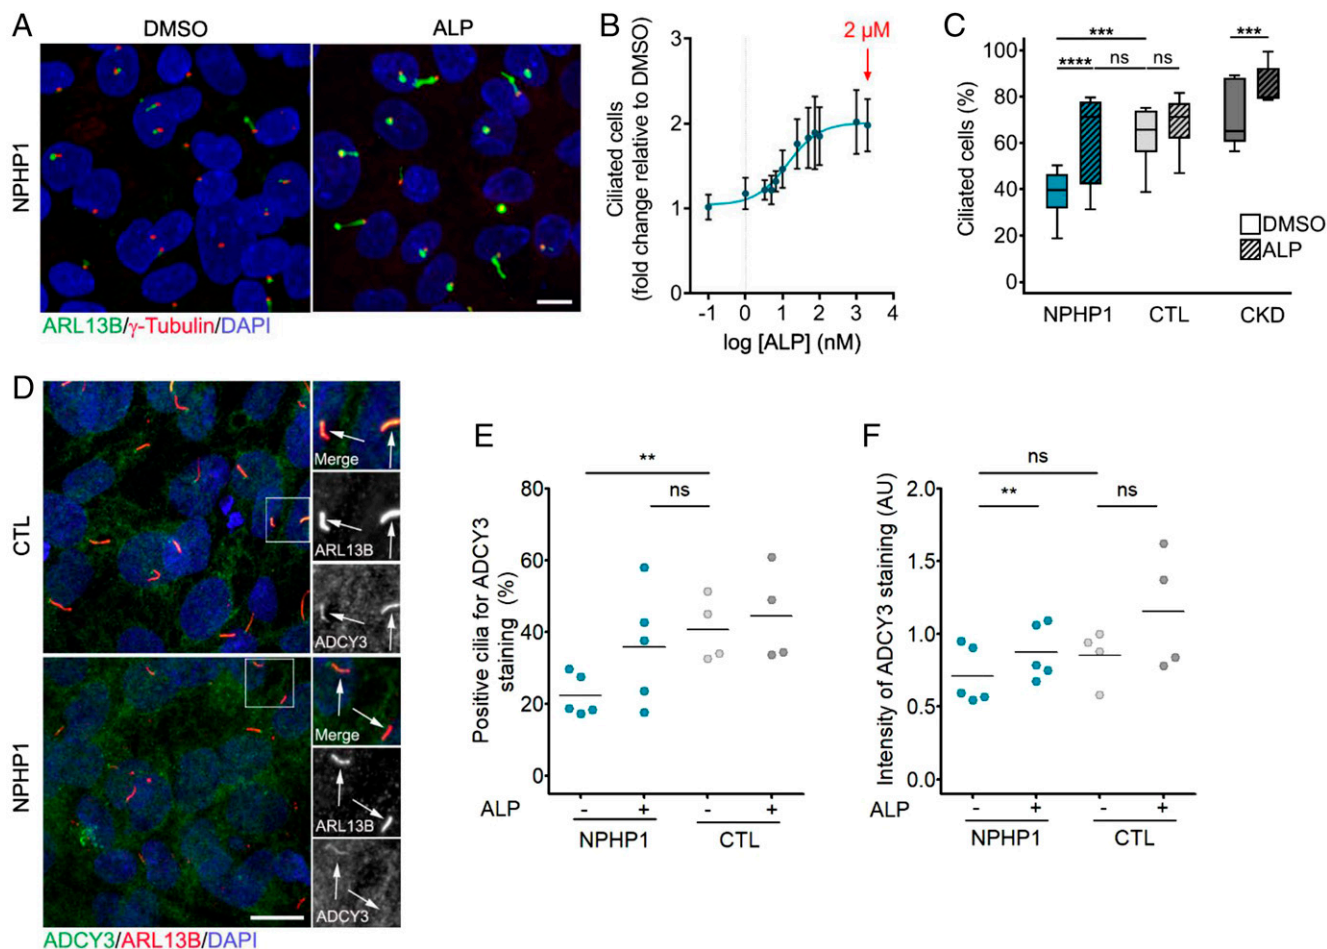 A
DMSO
ALP
NPHP1
ARL13B/γ-Tubulin/DAPI
B
Ciliated cells
(fold change relative to DMSO)
3
2
1
0
2 µM
-1
0
1
2
3
4
log [ALP] (nM)
C
Ciliated cells (%)
100
80
60
40
20
0
***
****
ns
ns
***
DMSO
ALP
NPHP1
CTL
CKD
D
CTL
Merge
ARL13B
ADCY3
NPHP1
Merge
ARL13B
ADCY3
ADCY3/ARL13B/DAPI
E
Positive cilia for ADCY3
staining (%)
80
60
40
20
0
**
ns
ALP
-
+
-
+
NPHP1
CTL
F
Intensity of ADCY3 staining (AU)
2.0
1.5
1.0
0.5
0.0
ns
**
ns
ALP
-
+
-
+
NPHP1
CTL